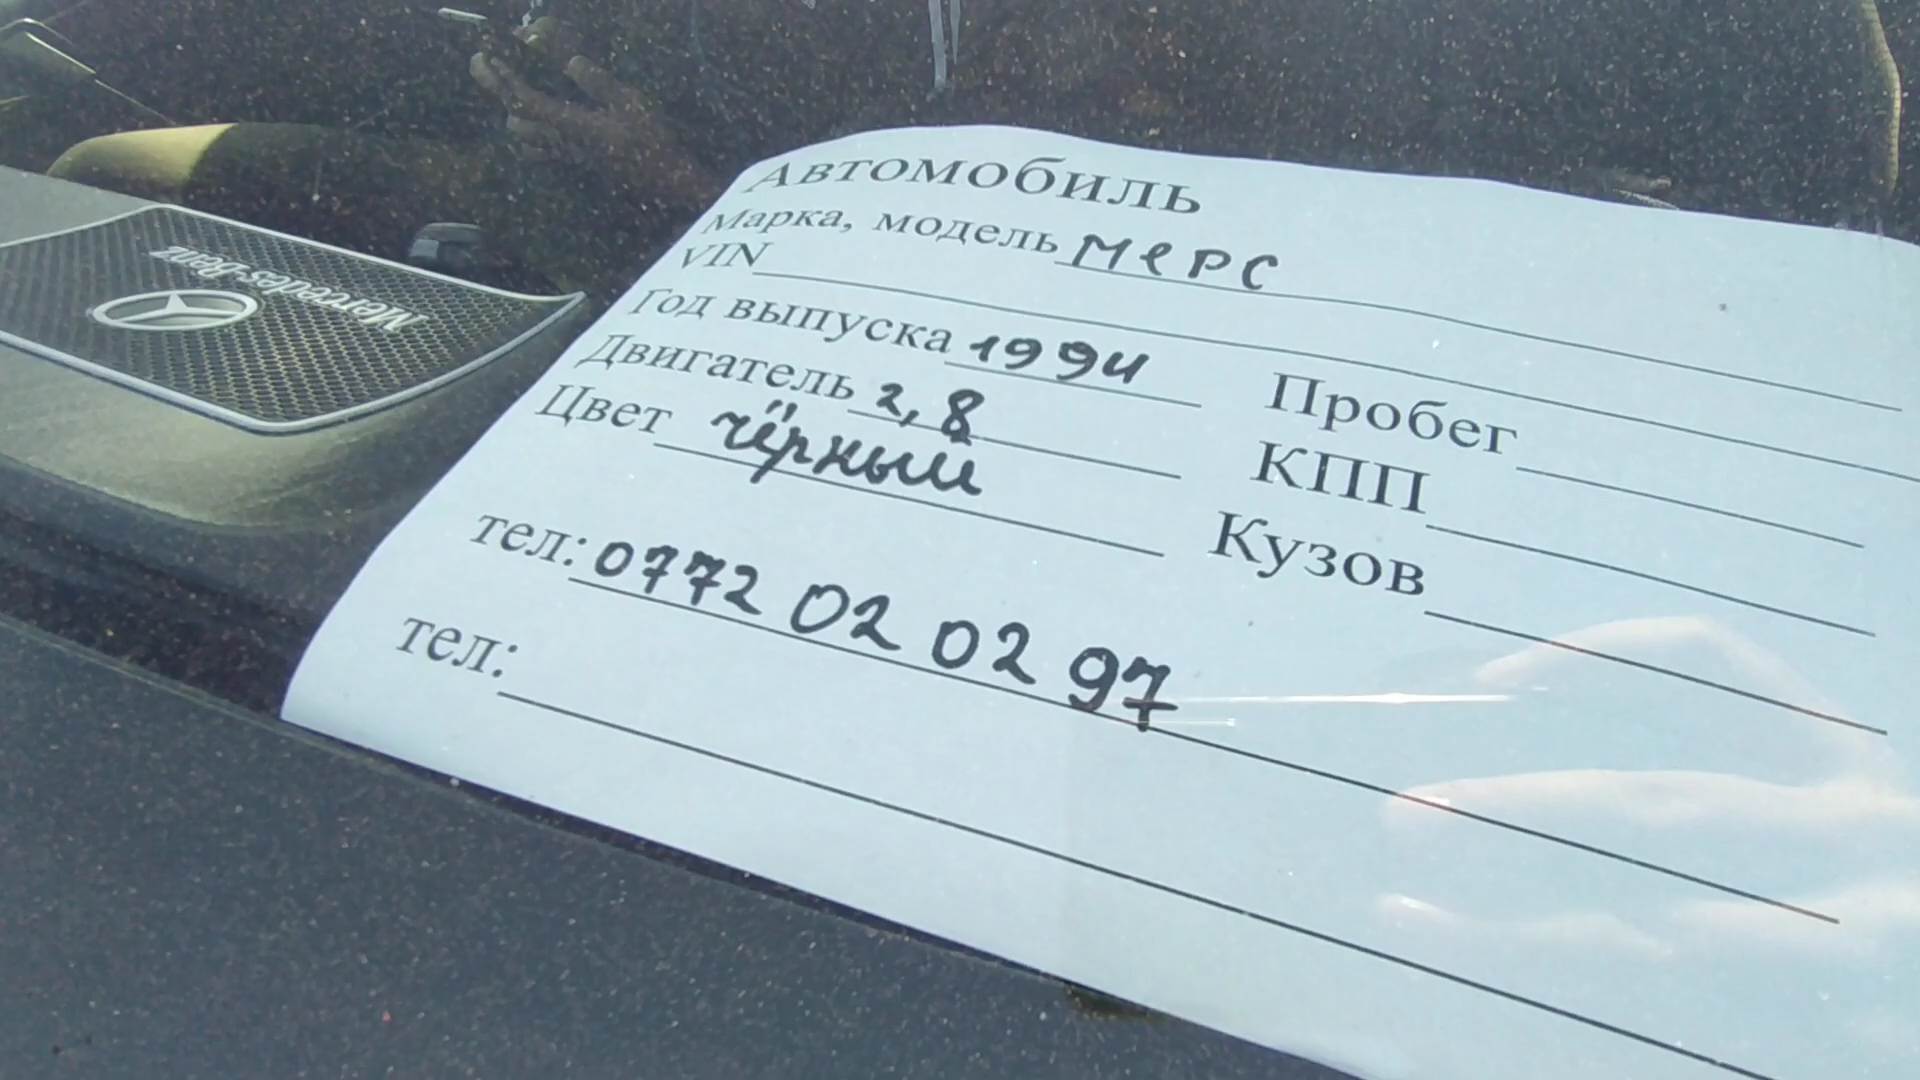 Автомобиль
Марка, модель мерс
VIN
Год выпуска 1994 Пробег
Двигатель 2,8 КПП
Цвет чёрный Кузов
тел: 0772 02 02 97
тел:
Mercedes-Benz